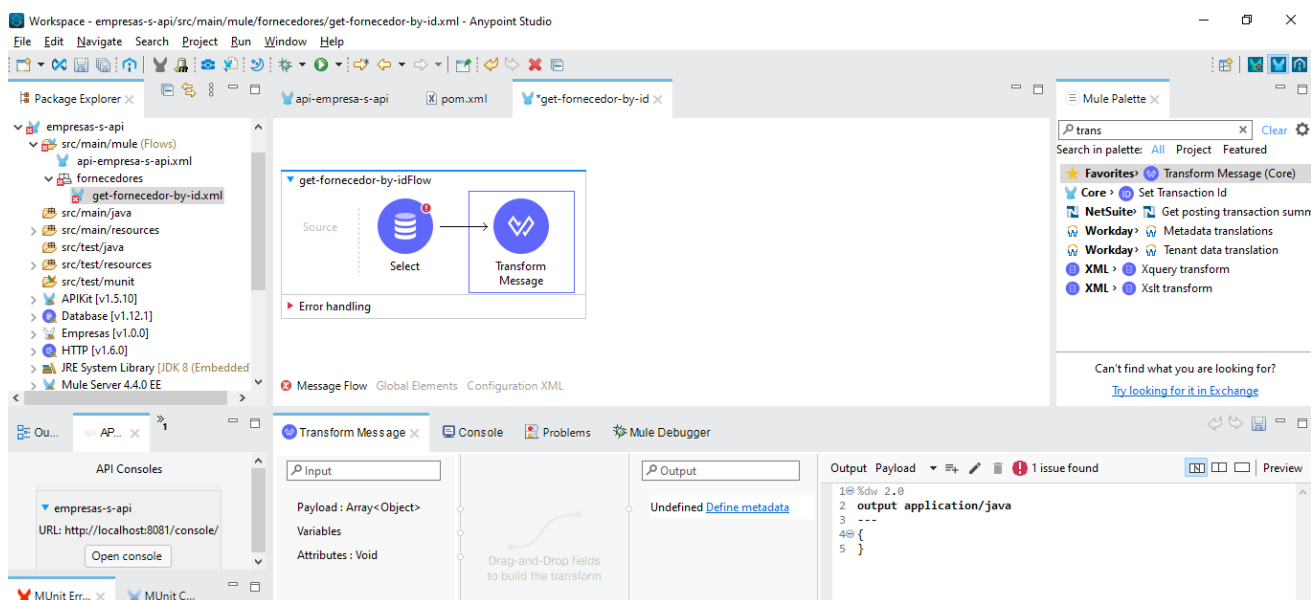 Workspace - empresas-s-api/src/main/mule/fornecedores/get-fornecedor-by-id.xml - Anypoint Studio
File Edit Navigate Search Project Run Window Help
Package Explorer
empresas-s-api
src/main/mule (Flows)
api-empresa-s-api.xml
fornecedores
get-fornecedor-by-id.xml
src/main/java
src/main/resources
src/test/java
src/test/resources
src/test/munit
APIKit [v1.5.10]
Database [v1.12.1]
Empresas [v1.0.0]
HTTP [v1.6.0]
JRE System Library [JDK 8 (Embedded
Mule Server 4.4.0 EE
api-empresa-s-api
pom.xml
*get-fornecedor-by-id
get-fornecedor-by-idFlow
Source
Select
Transform
Message
Error handling
Message Flow Global Elements Configuration XML
Mule Palette
trans
Clear
Search in palette: All Project Featured
Favorites Transform Message (Core)
Core Set Transaction Id
NetSuite Get posting transaction summ
Workday Metadata translations
Workday Tenant data translation
XML Xquery transform
XML Xslt transform
Can't find what you are looking for?
Try looking for it in Exchange
Ou...
api AP...
1
API Consoles
empresas-s-api
URL: http://localhost:8081/console/
Open console
MUnit Err...
MUnit C...
Transform Message Console Problems Mule Debugger
Input
Payload : Array<Object>
Variables
Attributes : Void
Drag-and-Drop fields
to build the transform
Output
Undefined Define metadata
Output Payload 1 issue found Preview
1 %dw 2.0
2 output application/java
3 ---
4 {
5 }